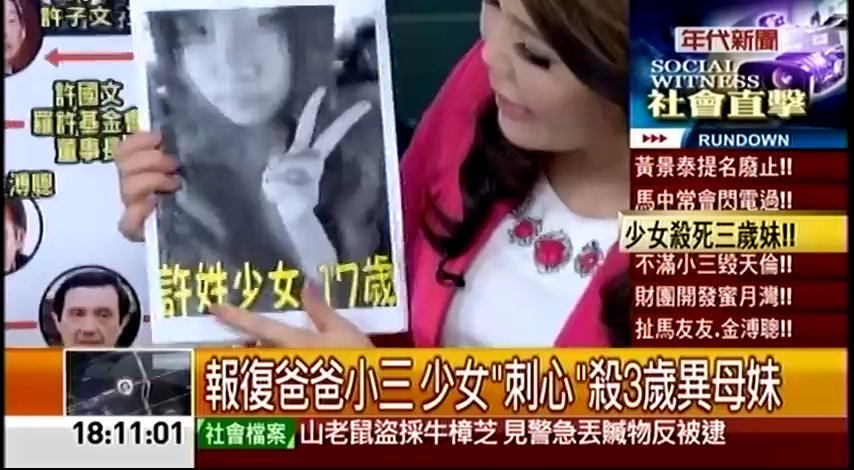 許子文
許國文
羅許基金會
董事長
溥聰
許姓少女 17歲
年代新聞
SOCIAL
WITNESS
社會直擊
RUNDOWN
黃景泰提名廢止!!
馬中常會閃電過!!
少女殺死三歲妹!!
不滿小三毀天倫!!
財團開發蜜月灣!!
扯馬友友.金溥聰!!
報復爸爸小三 少女"刺心"殺3歲異母妹
18:11:01
社會檔案
山老鼠盜採牛樟芝 見警急丟贓物反被逮